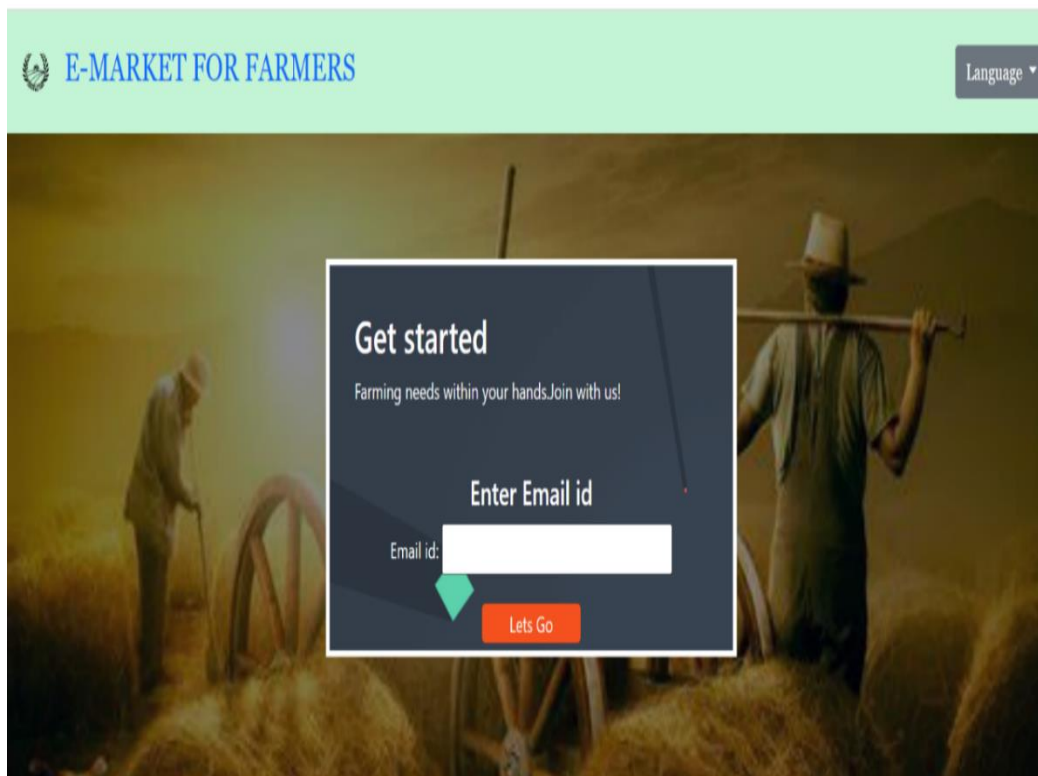 E-MARKET FOR FARMERS
Language
Get started
Farming needs within your hands.Join with us!
Enter Email id
Email id:
Lets Go